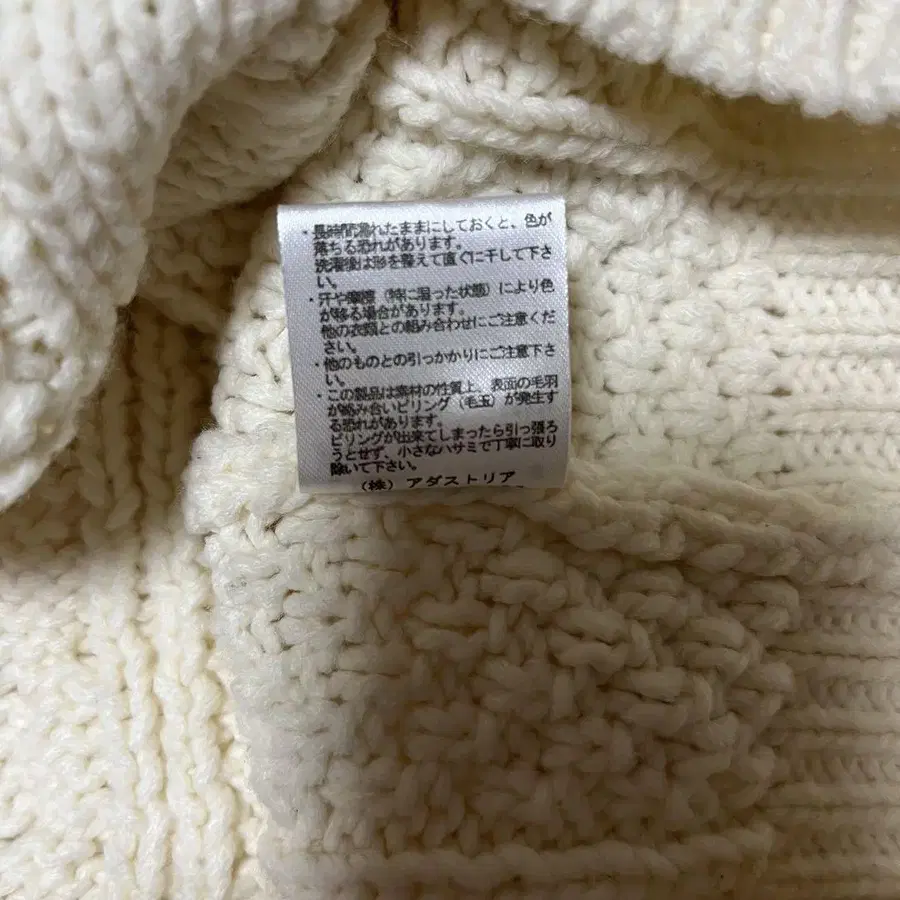 ・長時間濡れたままにしておくと、色が
落ちる恐れがあります。
洗濯後は形を整えて直ぐに干して下さ
い。
・汗や摩擦（特に湿った状態）により色
が移る場合があります。
他の衣類との組み合わせにご注意くだ
さい。
・他のものとの引っかかりにご注意下さ
い。
・この製品は素材の性質上、表面の毛羽
が絡み合いピリング（毛玉）が発生す
る恐れがあります。
ピリングが出来てしまったら引っ張ろ
うとせず、小さなハサミで丁寧に取り
除いて下さい。
（株）アダストリア